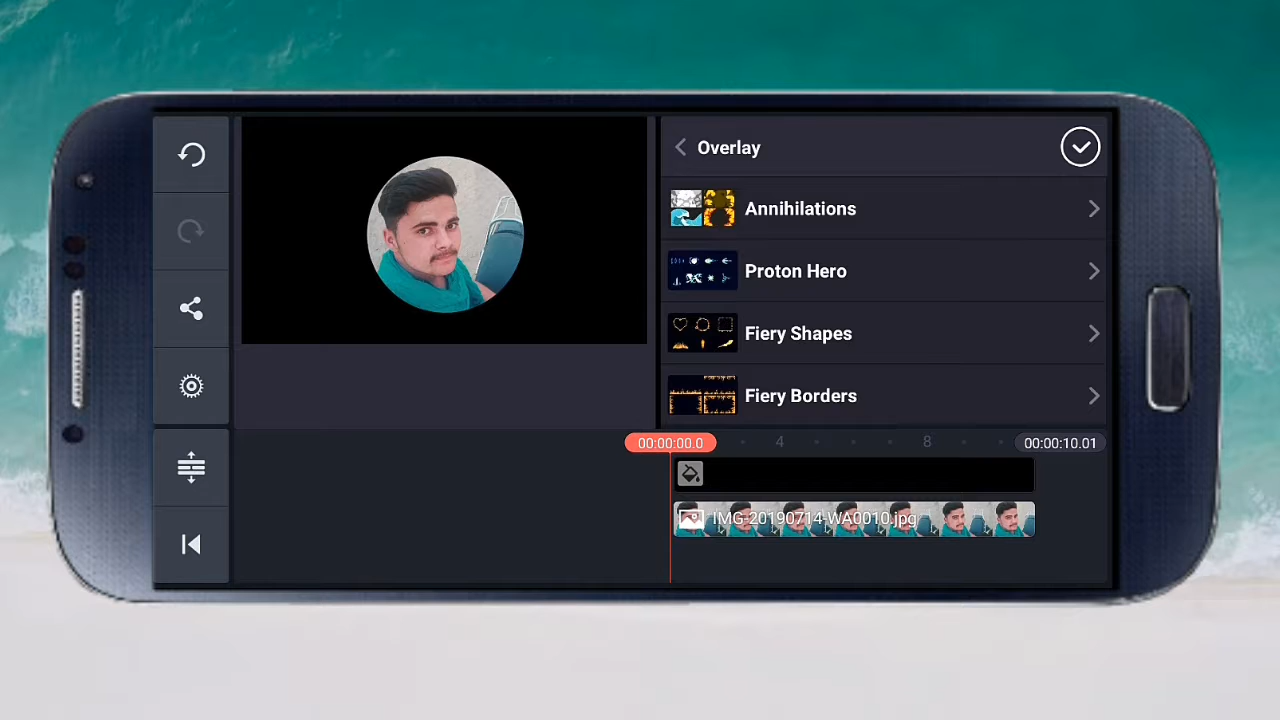 Overlay
Annihilations
Proton Hero
Fiery Shapes
Fiery Borders
00:00:00.0
4
8
00:00:10.01
IMG-20190714-WA0010.jpg